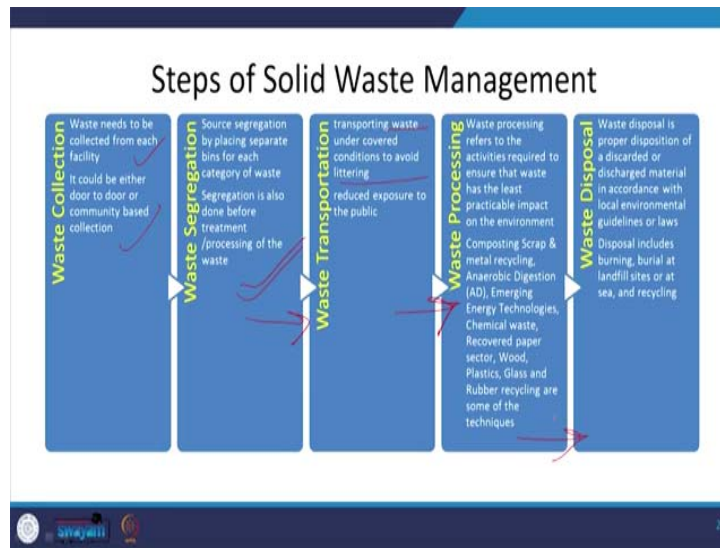 Steps of Solid Waste Management
Waste Collection
Waste needs to be
collected from each
facility
It could be either
door to door or
community based
collection
Waste Segregation
Source segregation
by placing separate
bins for each
category of waste
Segregation is also
done before
treatment
/processing of the
waste
Waste Transportation
transporting waste
under covered
conditions to avoid
littering
reduced exposure to
the public
Waste Processing
Waste processing
refers to the
activities required to
ensure that waste
has the least
practicable impact
on the environment
Composting Scrap &
metal recycling,
Anaerobic Digestion
(AD), Emerging
Energy Technologies,
Chemical waste,
Recovered paper
sector, Wood,
Plastics, Glass and
Rubber recycling are
some of the
techniques
Waste Disposal
Waste disposal is
proper disposition of
a discarded or
discharged material
in accordance with
local environmental
guidelines or laws
Disposal includes
burning, burial at
landfill sites or at
sea, and recycling
swayam
2